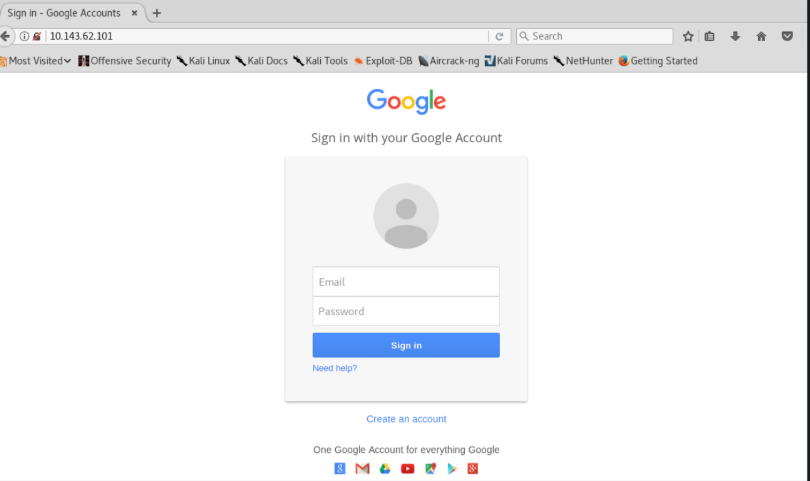 Sign in - Google Accounts
10.143.62.101
Search
Most Visited Offensive Security Kali Linux Kali Docs Kali Tools Exploit-DB Aircrack-ng Kali Forums NetHunter Getting Started
Google
Sign in with your Google Account
Email
Password
Sign in
Need help?
Create an account
One Google Account for everything Google